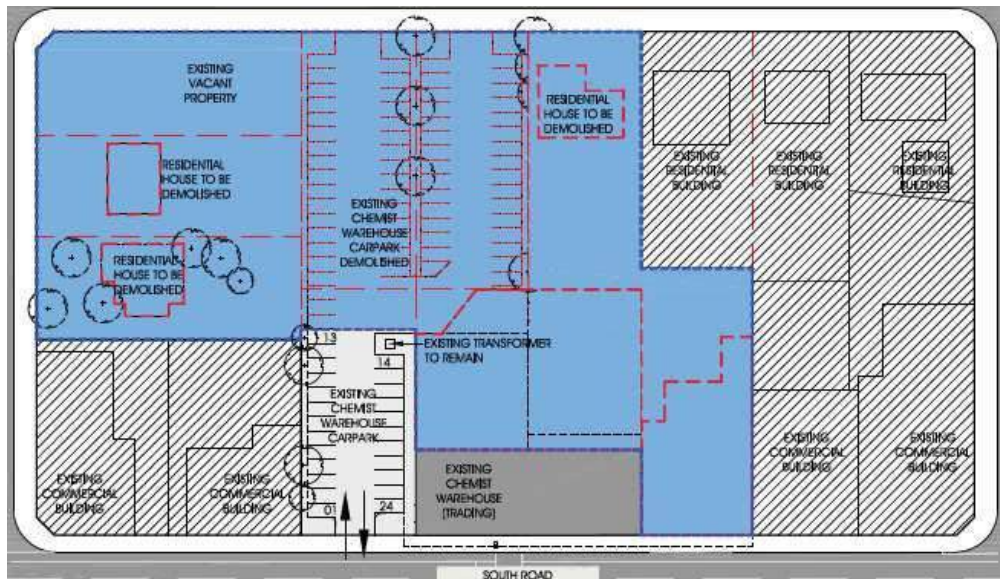 EXISTING
VACANT
PROPERTY
RESIDENTIAL
HOUSE TO BE
DEMOLISHED
RESIDENTIAL
HOUSE TO BE
DEMOLISHED
EXISTING
CHEMIST
WAREHOUSE
CARPARK
DEMOLISHED
RESIDENTIAL
HOUSE TO BE
DEMOLISHED
EXISTING
RESIDENTIAL
BUILDING
EXISTING
RESIDENTIAL
BUILDING
EXISTING
RESIDENTIAL
BUILDING
13
14
EXISTING TRANSFORMER
TO REMAIN
EXISTING
CHEMIST
WAREHOUSE
CARPARK
01
24
EXISTING
COMMERCIAL
BUILDING
EXISTING
COMMERCIAL
BUILDING
EXISTING
CHEMIST
WAREHOUSE
(TRADING)
EXISTING
COMMERCIAL
BUILDING
EXISTING
COMMERCIAL
BUILDING
SOUTH ROAD